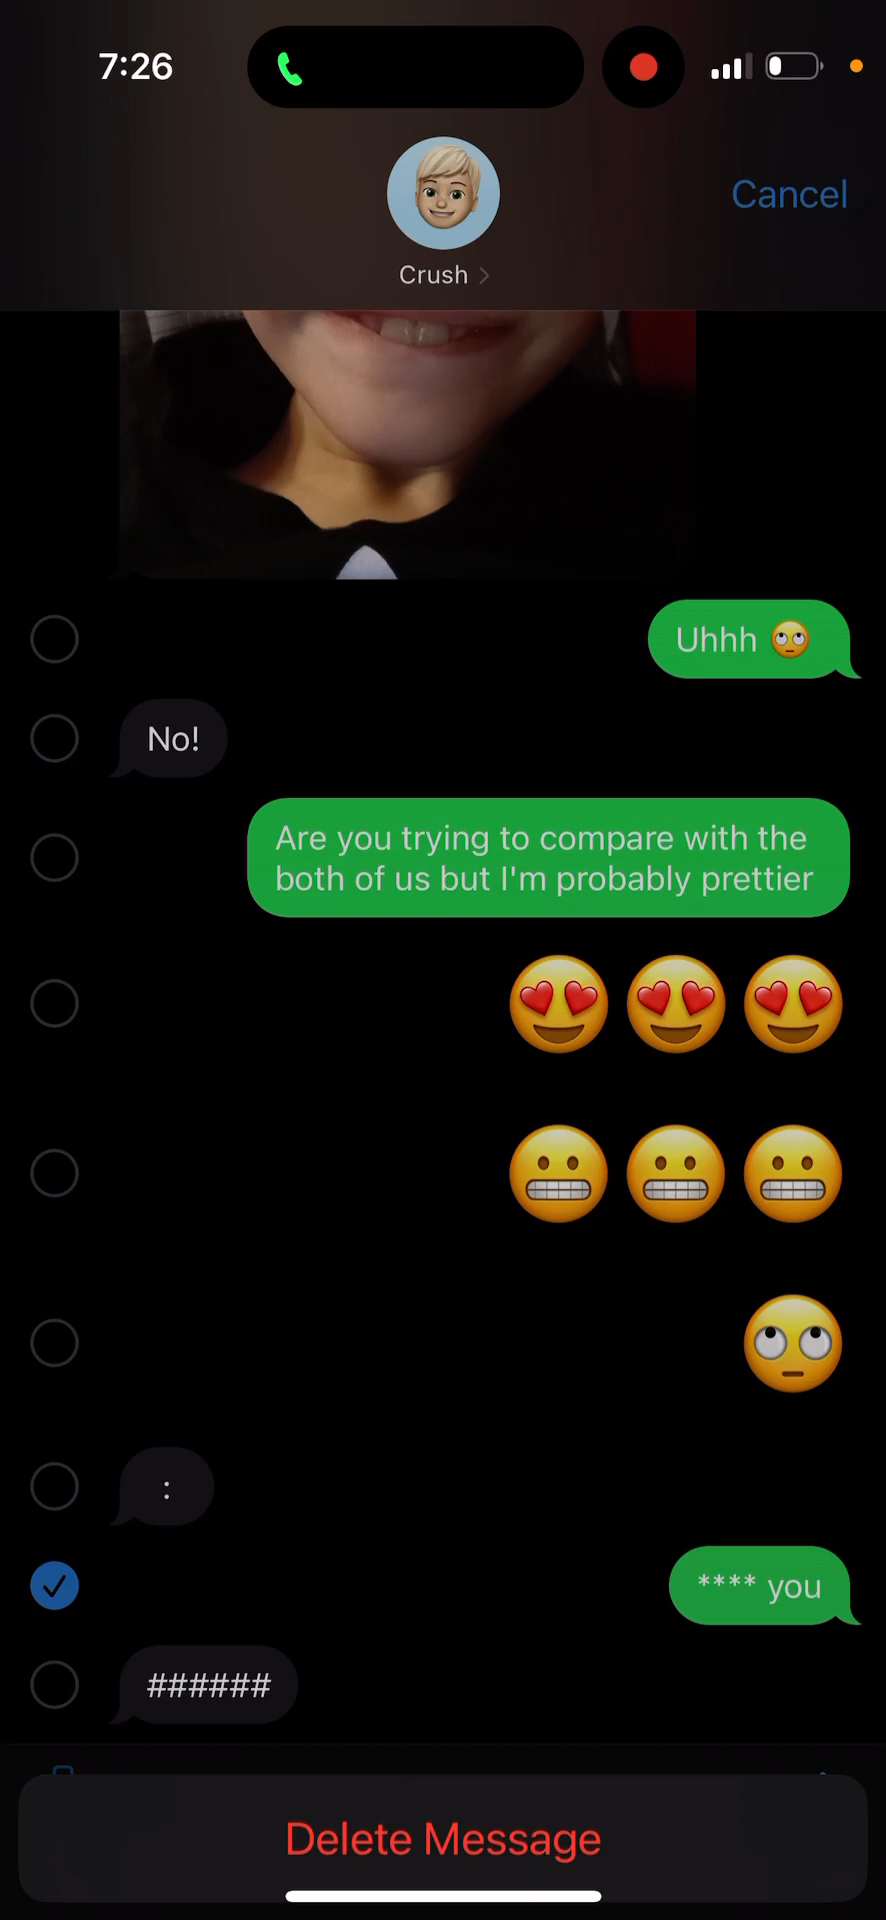 7:26
Cancel
Crush
Uhhh 🙄
No!
Are you trying to compare with the
both of us but I'm probably prettier
😍😍😍
😬😬😬
🙄
:
**** you
######
Delete Message